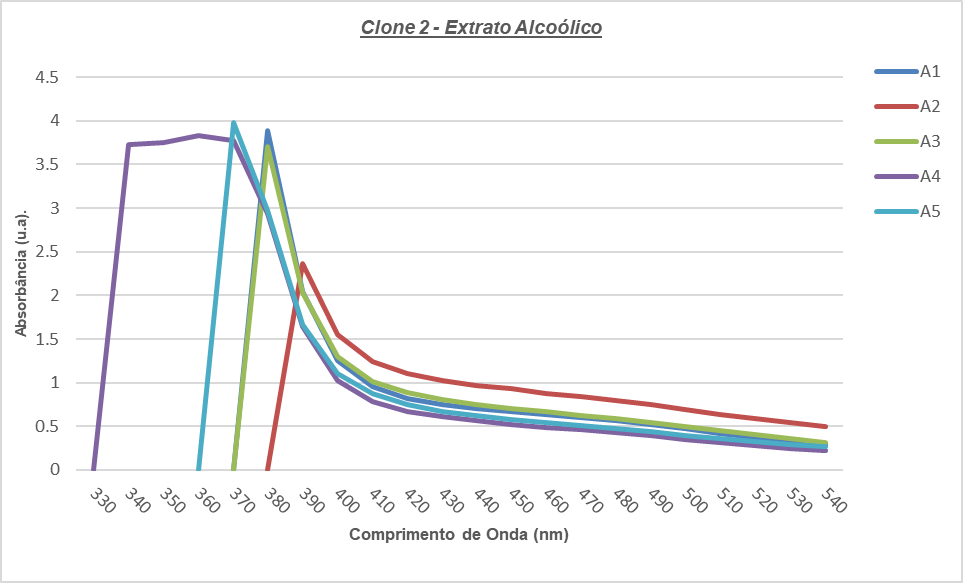 Clone 2 - Extrato Alcoólico
4.5
4
3.5
3
2.5
2
1.5
1
0.5
0
Absorbância (u.a).
330 340 350 360 370 380 390 400 410 420 430 440 450 460 470 480 490 500 510 520 530 540
Comprimento de Onda (nm)
A1
A2
A3
A4
A5